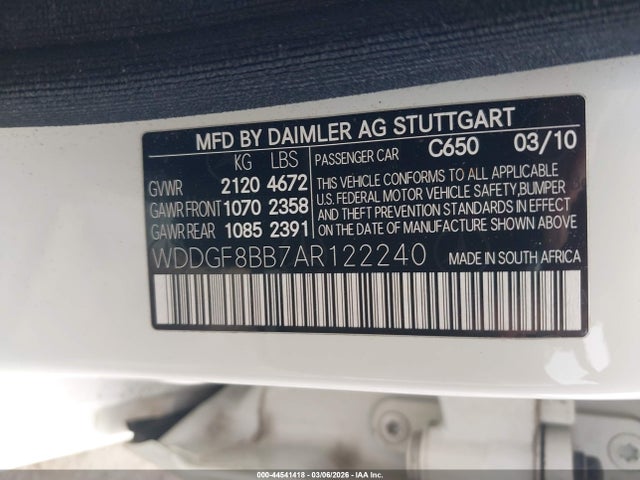 MFD BY DAIMLER AG STUTTGART
KG LBS
GVWR 2120 4672
GAWR FRONT 1070 2358
GAWR REAR 1085 2391
PASSENGER CAR C650 03/10
THIS VEHICLE CONFORMS TO ALL APPLICABLE
U.S. FEDERAL MOTOR VEHICLE SAFETY, BUMPER
AND THEFT PREVENTION STANDARDS IN EFFECT
ON THE DATE OF MANUFACTURE SHOWN ABOVE
WDDGF8BB7AR122240 MADE IN SOUTH AFRICA
000-44541418 | 03/06/2026 | IAA Inc.